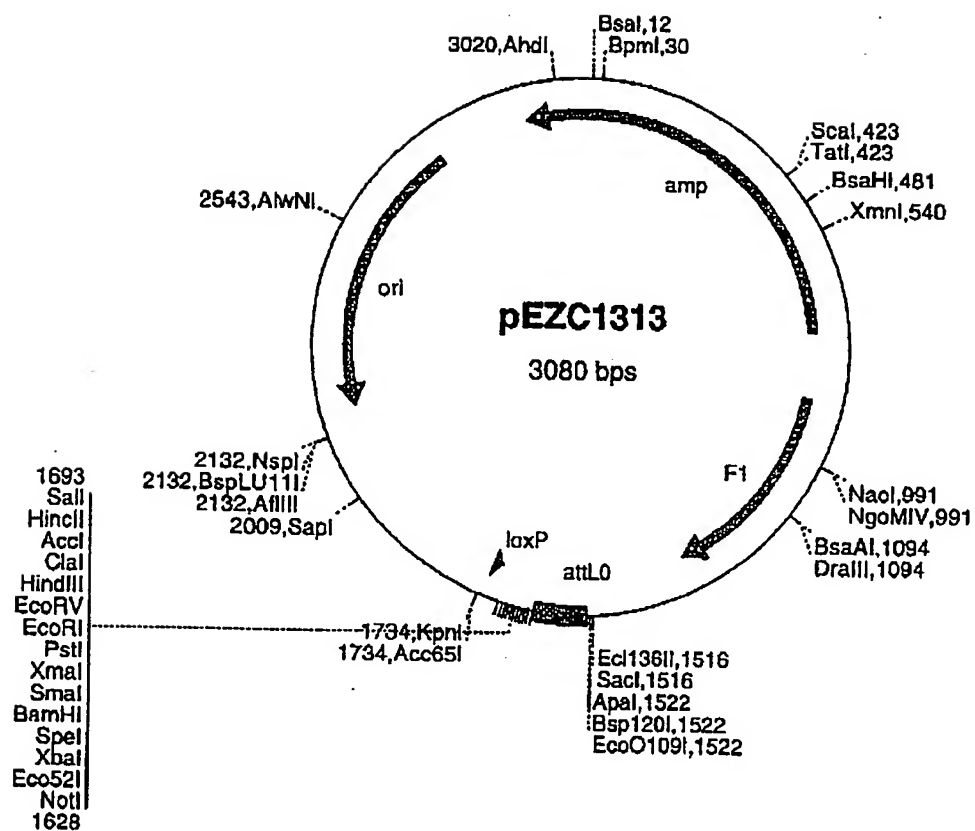 BsaI,12
3020,AhdI
BpmI,30
ScaI,423
TatI,423
BsaHI,481
XmnI,540
amp
2543,AlwNI
ori
pEZC1313
3080 bps
F1
NaoI,991
NgoMIV,991
BsaAI,1094
DraIII,1094
2132,NspI
2132,BspLU11I
2132,AflIII
2009,SapI
loxP
attL0
1734,KpnI
1734,Acc65I
Ecl136II,1516
SacI,1516
ApaI,1522
Bsp120I,1522
EcoO109I,1522
1693
SalI
HincII
AccI
ClaI
HindIII
EcoRV
EcoRI
PstI
XmaI
SmaI
BamHI
SpeI
XbaI
Eco52I
NotI
1628